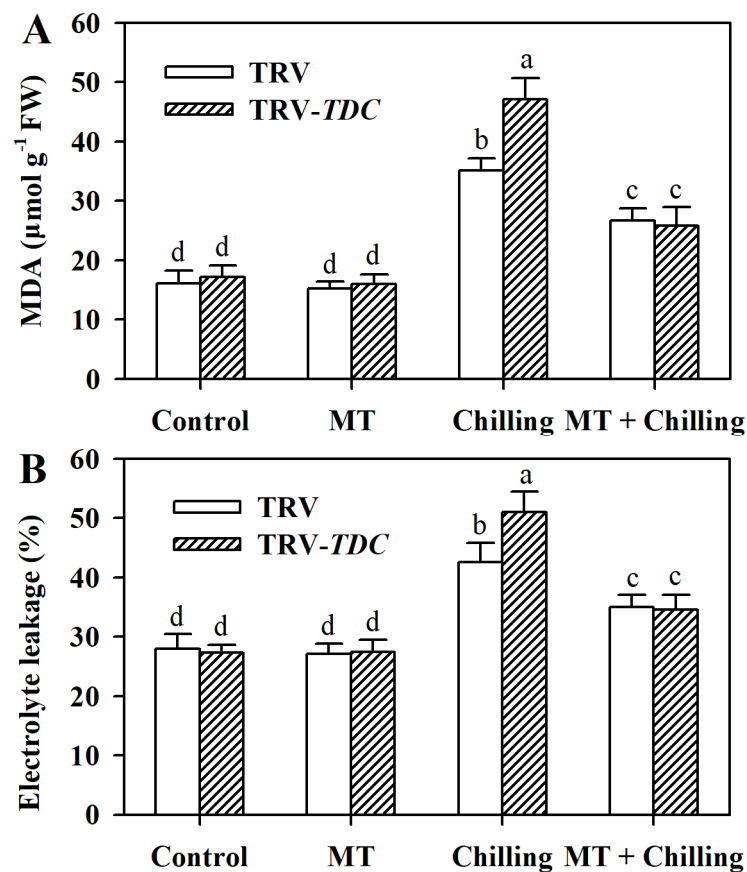 A
MDA (µmol g⁻¹ FW)
60
50
40
30
20
10
0
TRV
TRV-TDC
d d d d b a c c
Control MT Chilling MT + Chilling
B
Electrolyte leakage (%)
60
50
40
30
20
10
0
TRV
TRV-TDC
d d d d b a c c
Control MT Chilling MT + Chilling